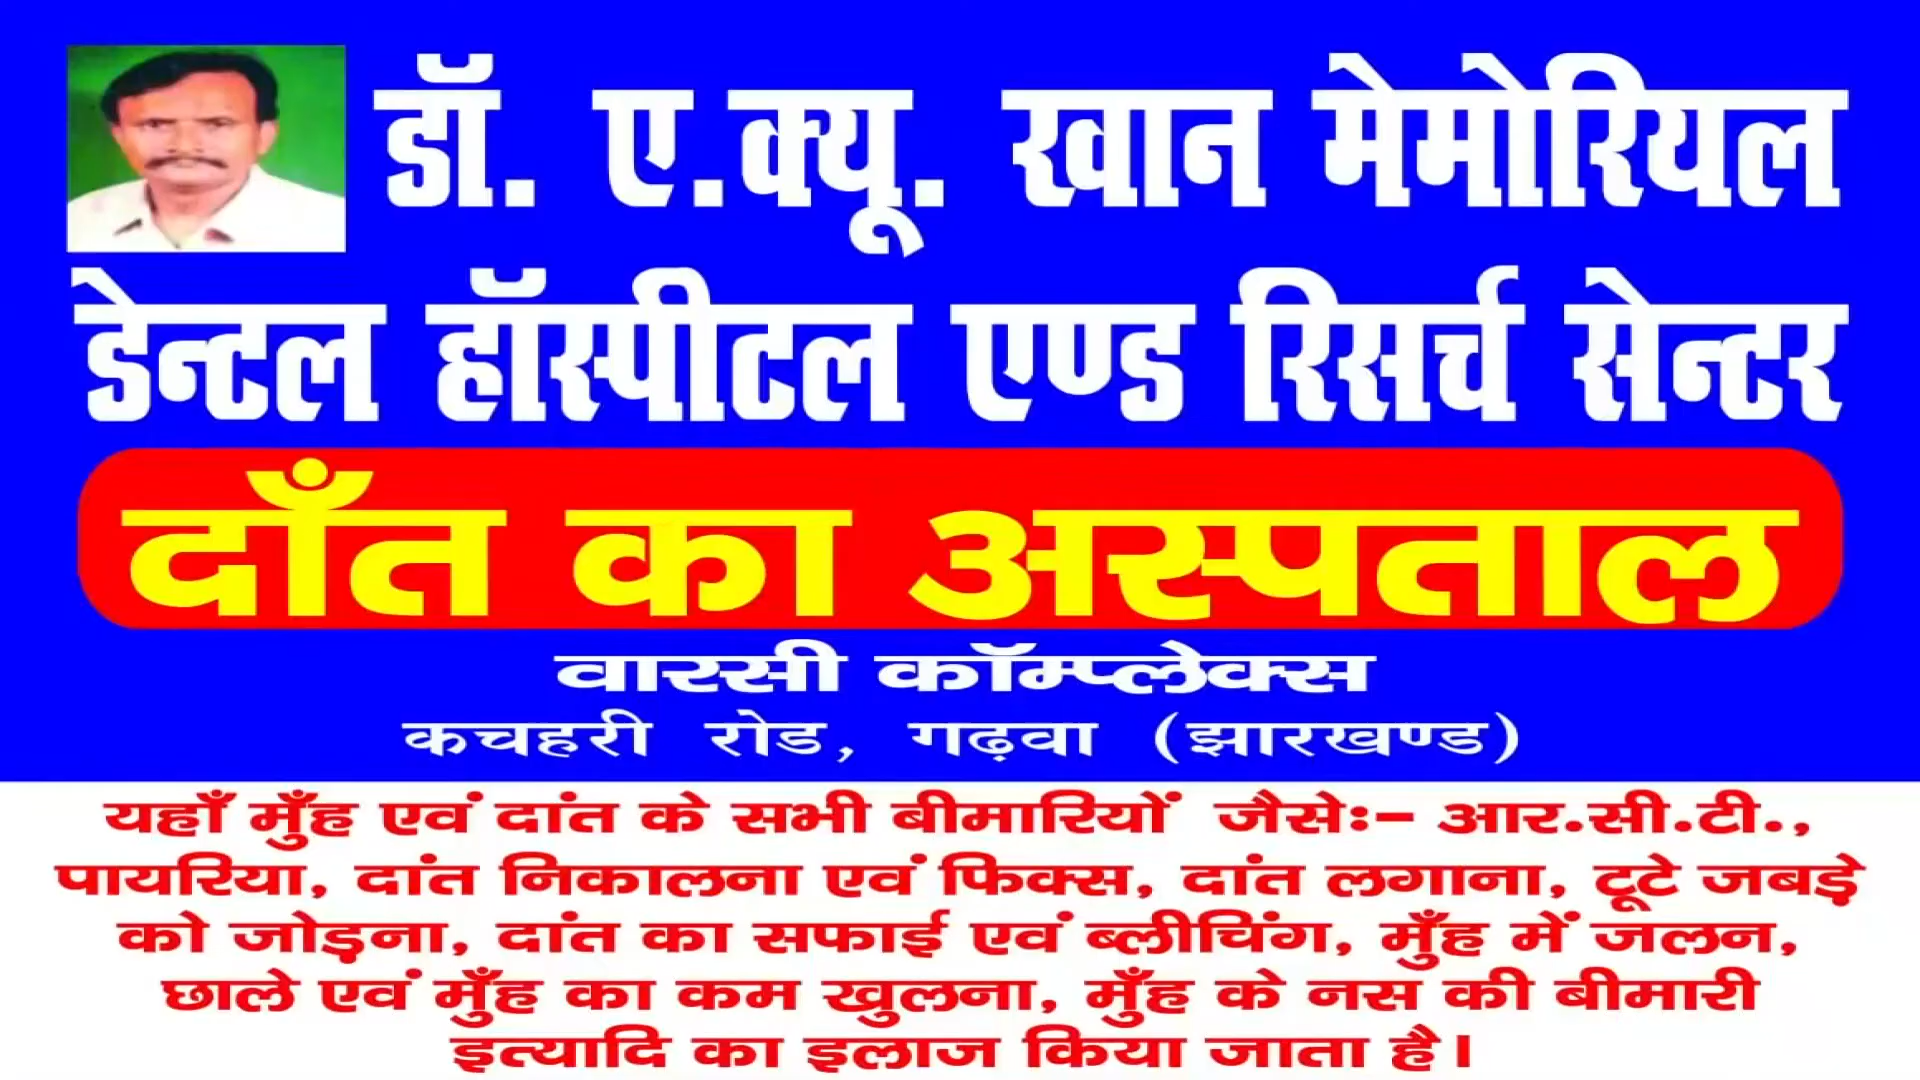 डॉ. ए.क्यू. खान मेमोरियल
डेन्टल हॉस्पीटल एण्ड रिसर्च सेन्टर
दाँत का अस्पताल
वारसी कॉम्प्लेक्स
कचहरी रोड, गढ़वा (झारखण्ड)
यहाँ मुँह एवं दांत के सभी बीमारियों जैसेः- आर.सी.टी.,
पायरिया, दांत निकालना एवं फिक्स, दांत लगाना, टूटे जबड़े
को जोड़ना, दांत का सफाई एवं ब्लीचिंग, मुँह में जलन,
छाले एवं मुँह का कम खुलना, मुँह के नस की बीमारी
इत्यादि का इलाज किया जाता है।